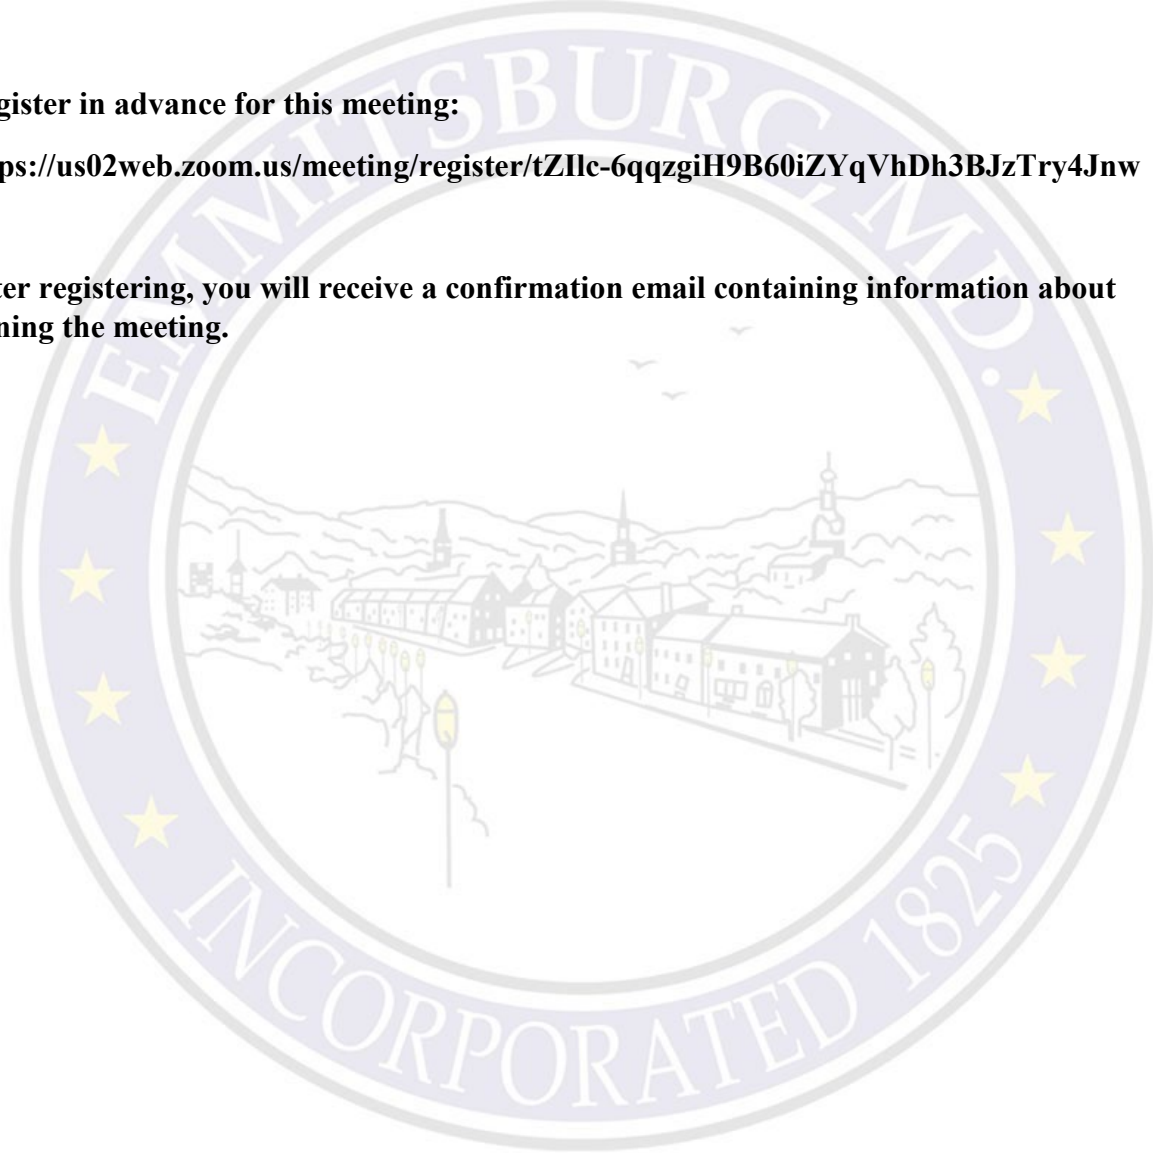 gister in advance for this meeting:
ps://us02web.zoom.us/meeting/register/tZIlc-6qqzgiH9B60iZYqVhDh3BJzTry4Jnw
ter registering, you will receive a confirmation email containing information about
ning the meeting.
EMMITSBURG, MD.
INCORPORATED 1825